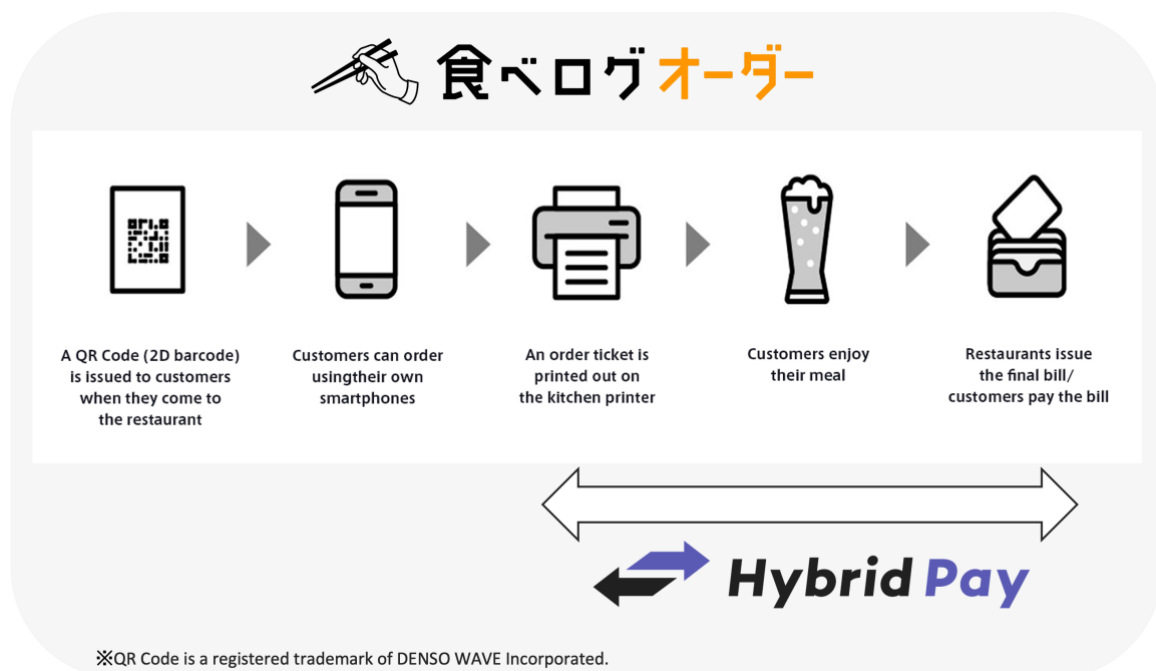 食べログオーダー
A QR Code (2D barcode)
is issued to customers
when they come to
the restaurant
Customers can order
usingtheir own
smartphones
An order ticket is
printed out on
the kitchen printer
Customers enjoy
their meal
Restaurants issue
the final bill/
customers pay the bill
Hybrid Pay
※QR Code is a registered trademark of DENSO WAVE Incorporated.